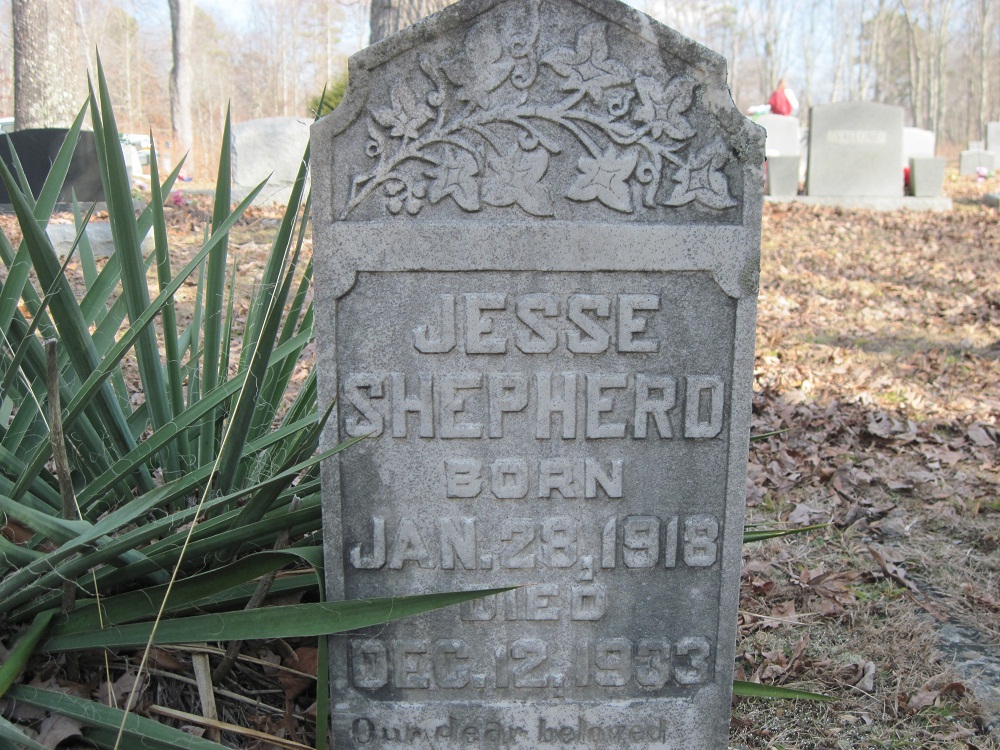 JESSE
SHEPHERD
BORN
JAN. 28, 1918
DIED
DEC. 12, 1933
Our dear beloved